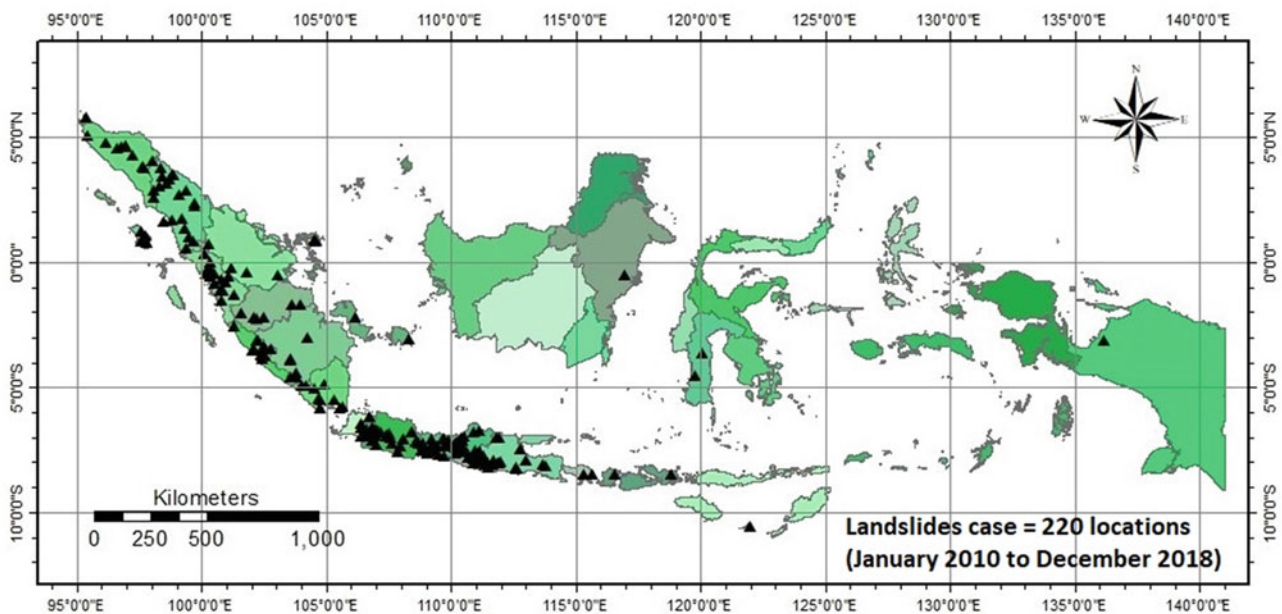 95°0'0"E 100°0'0"E 105°0'0"E 110°0'0"E 115°0'0"E 120°0'0"E 125°0'0"E 130°0'0"E 135°0'0"E 140°0'0"E
N
W E
S
5°0'0"N 5°0'0"N
0°0'0" 0°0'0"
5°0'0"S 5°0'0"S
10°0'0"S 10°0'0"S
Kilometers
0 250 500 1,000
Landslides case = 220 locations
(January 2010 to December 2018)
95°0'0"E 100°0'0"E 105°0'0"E 110°0'0"E 115°0'0"E 120°0'0"E 125°0'0"E 130°0'0"E 135°0'0"E 140°0'0"E